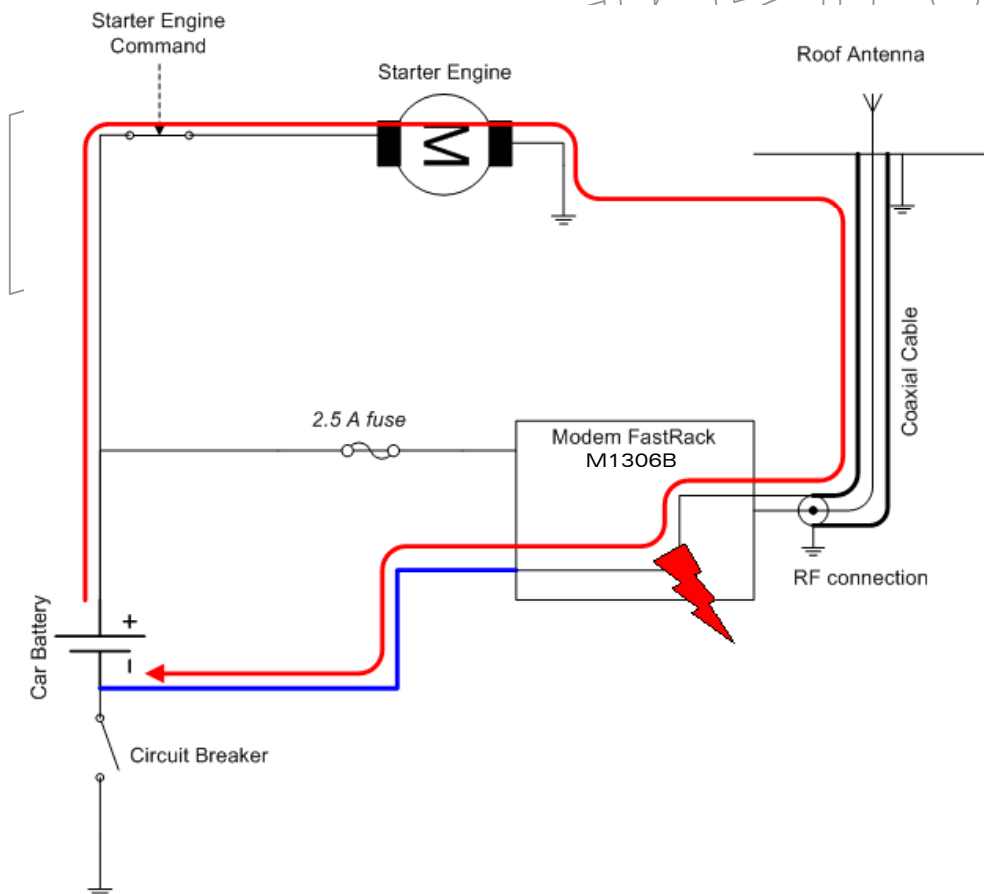 Starter Engine
Command
Starter Engine
M
Roof Antenna
2.5 A fuse
Modem FastRack
M1306B
Coaxial Cable
RF connection
Car Battery
+
−
Circuit Breaker